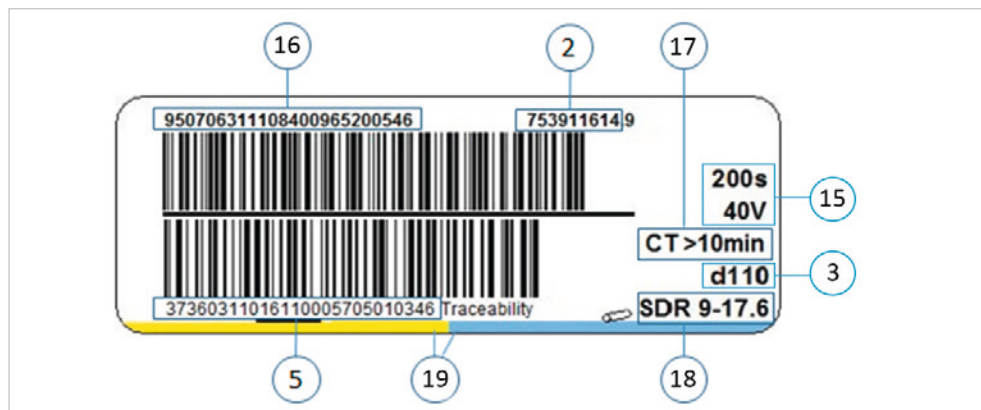 16
2
17
950706311108400965200546
753911614 9
200s
40V
15
CT >10min
d110
3
37360311016110005705010346 Traceability
SDR 9-17.6
5
19
18